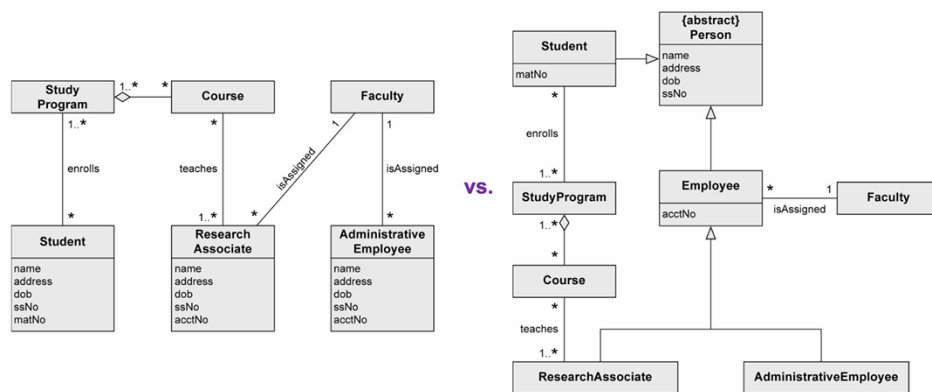 Study
Program
1..*
*
Course
Faculty
1..*
*
1
1
enrolls
teaches
isAssigned
isAssigned
*
1..*
*
*
Student
name
address
dob
ssNo
matNo
Research
Associate
name
address
dob
ssNo
acctNo
Administrative
Employee
name
address
dob
ssNo
acctNo
vs.
Student
matNo
{abstract}
Person
name
address
dob
ssNo
*
enrolls
1..*
StudyProgram
1..*
*
Course
*
teaches
1..*
ResearchAssociate
Employee
acctNo
*
1
isAssigned
Faculty
AdministrativeEmployee